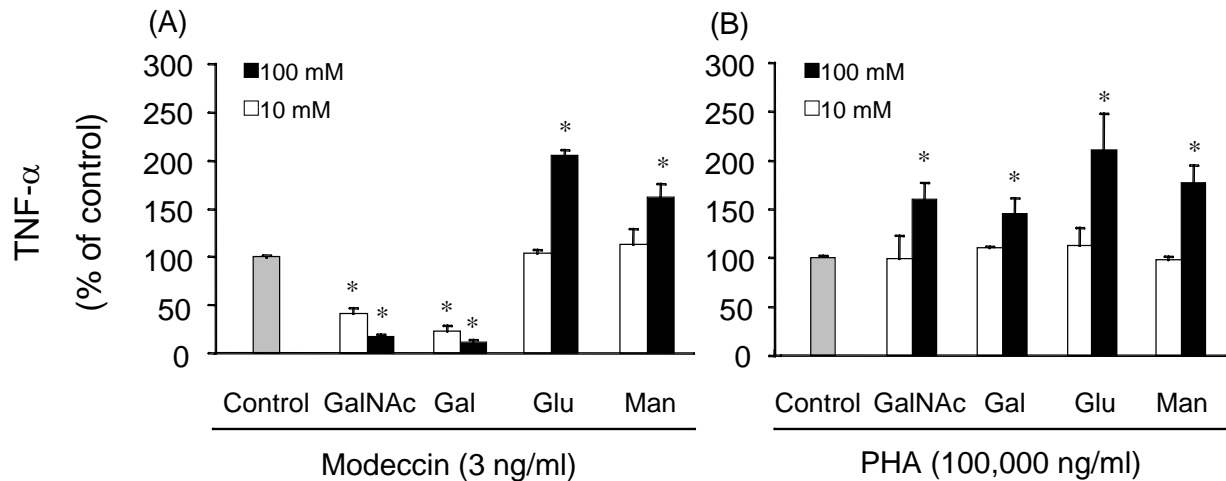 (A)
(B)
TNF-α
(% of control)
300
250
200
150
100
50
0
100 mM
10 mM
*
*
*
*
*
*
Control GalNAc Gal Glu Man
Modeccin (3 ng/ml)
300
250
200
150
100
50
0
100 mM
10 mM
*
*
*
*
Control GalNAc Gal Glu Man
PHA (100,000 ng/ml)